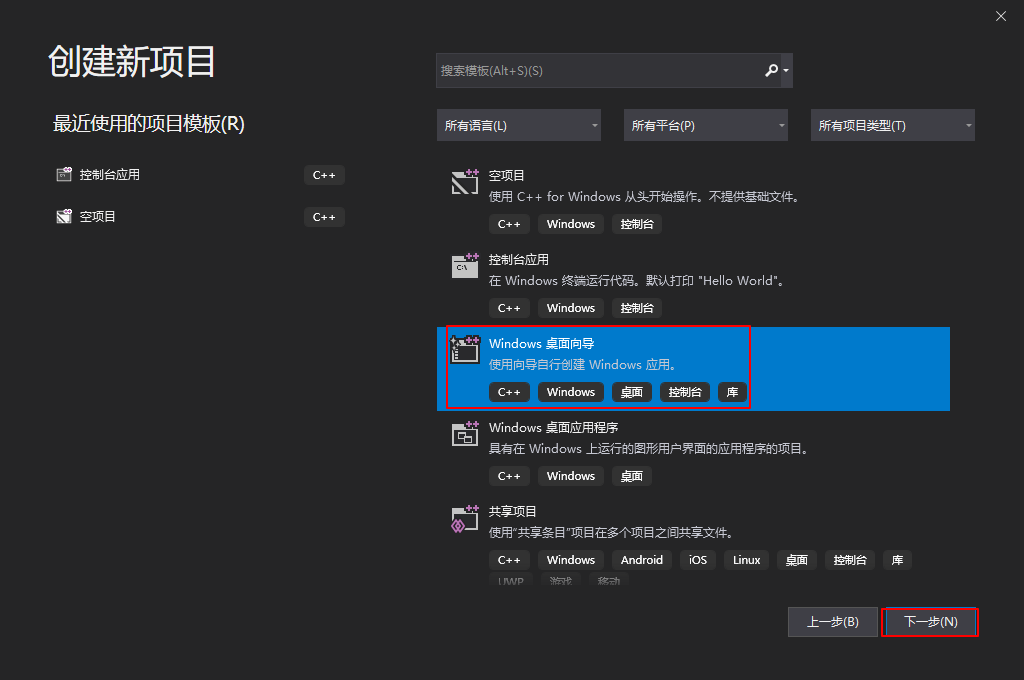 创建新项目
最近使用的项目模板(R)
控制台应用 C++
空项目 C++
搜索模板(Alt+S)(S)
所有语言(L) 所有平台(P) 所有项目类型(T)
空项目
使用 C++ for Windows 从头开始操作。不提供基础文件。
C++ Windows 控制台
控制台应用
在 Windows 终端运行代码。默认打印 "Hello World"。
C++ Windows 控制台
Windows 桌面向导
使用向导自行创建 Windows 应用。
C++ Windows 桌面 控制台 库
Windows 桌面应用程序
具有在 Windows 上运行的图形用户界面的应用程序的项目。
C++ Windows 桌面
共享项目
使用“共享条目”项目在多个项目之间共享文件。
C++ Windows Android iOS Linux 桌面 控制台 库
UWP 游戏 移动
上一步(B) 下一步(N)